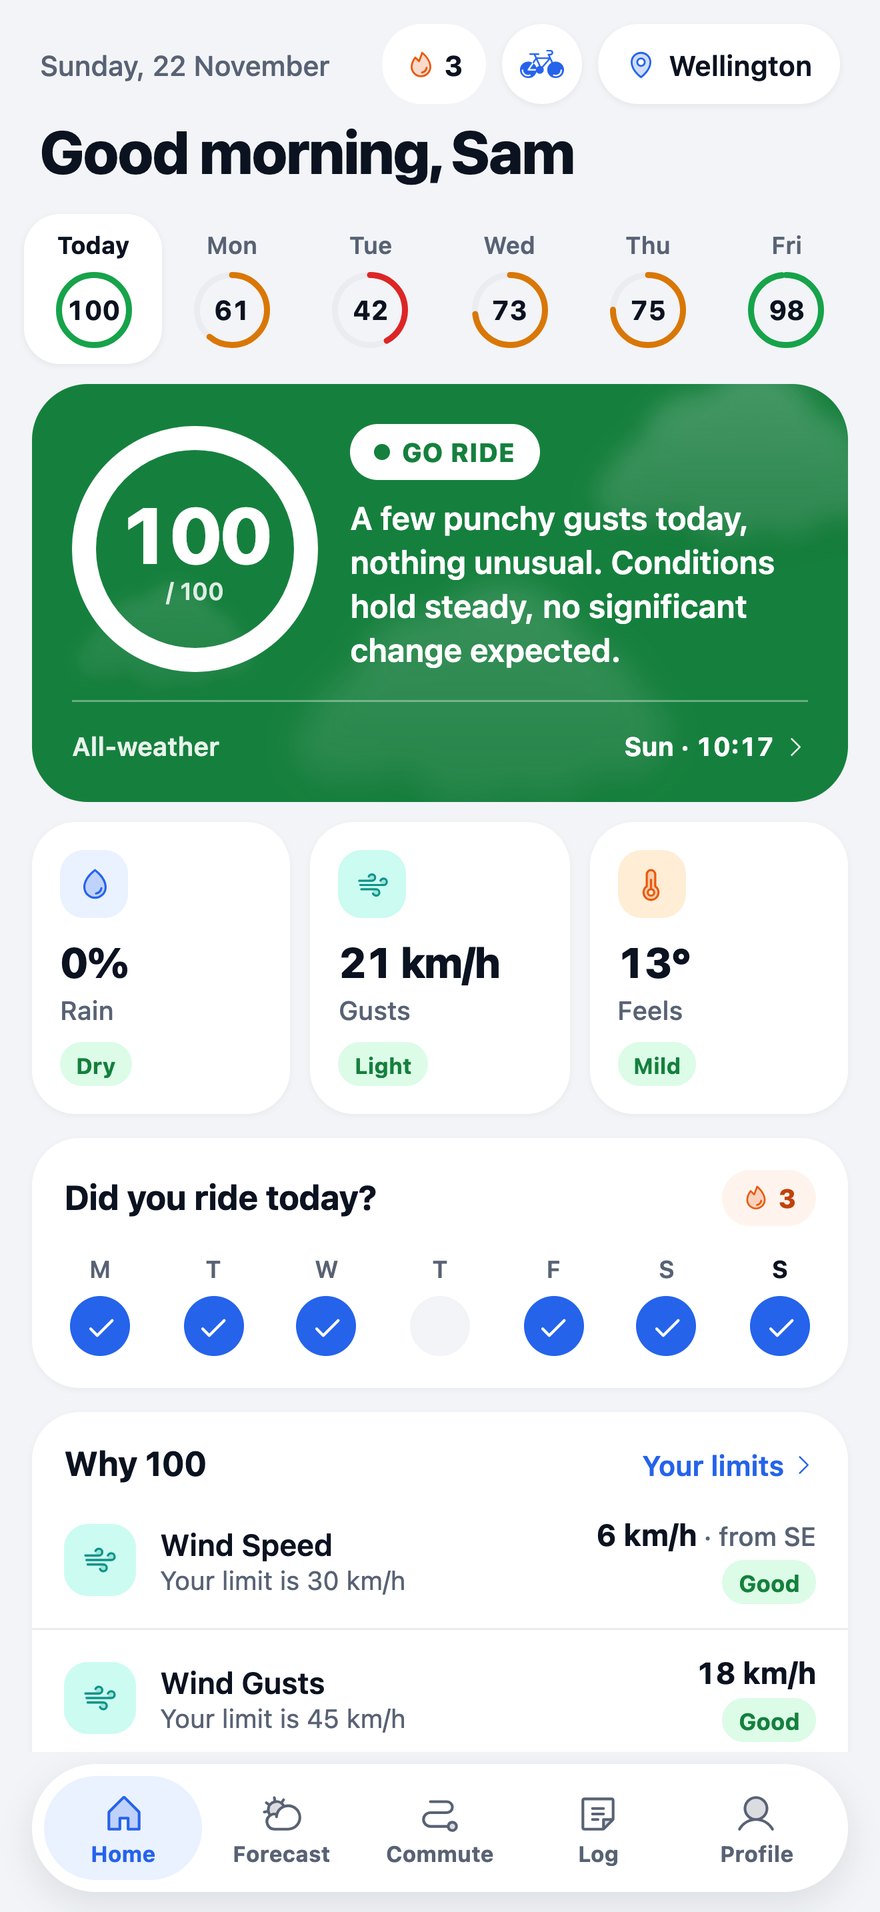 Sunday, 22 November
3
Wellington
Good morning, Sam
Today Mon Tue Wed Thu Fri
100 61 42 73 75 98
GO RIDE
100
/ 100
A few punchy gusts today,
nothing unusual. Conditions
hold steady, no significant
change expected.
All-weather
Sun · 10:17
0%
Rain
Dry
21 km/h
Gusts
Light
13°
Feels
Mild
Did you ride today?
3
M T W T F S S
Why 100
Your limits
Wind Speed
Your limit is 30 km/h
6 km/h · from SE
Good
Wind Gusts
Your limit is 45 km/h
18 km/h
Good
Home Forecast Commute Log Profile